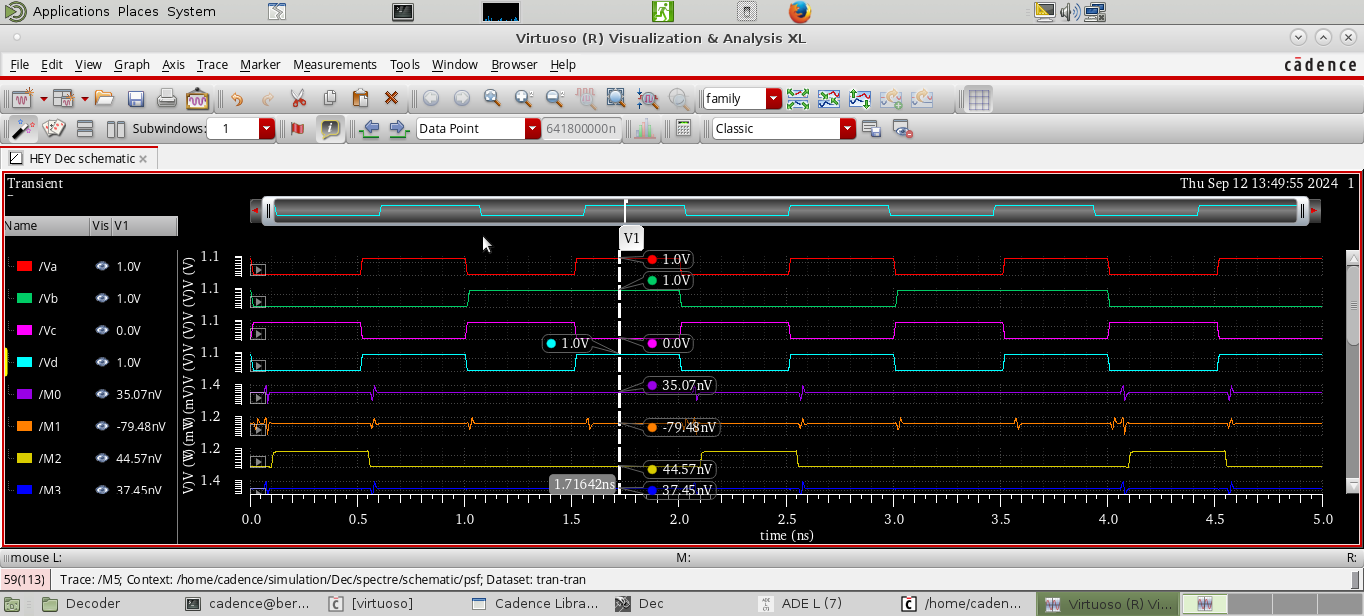 Applications Places System
Virtuoso (R) Visualization & Analysis XL
File Edit View Graph Axis Trace Marker Measurements Tools Window Browser Help
cādence
family
Subwindows: 1 Data Point 641800000n Classic
HEY Dec schematic
Transient Thu Sep 12 13:49:55 2024 1
Name Vis V1
V1
/Va 1.0V 1.1 1.0V
/Vb 1.0V 1.1 1.0V
/Vc 0.0V 1.1 1.0V 0.0V
/Vd 1.0V 1.1
/M0 35.07nV 1.4 35.07nV
/M1 -79.48nV 1.2 -79.48nV
/M2 44.57nV 1.2 44.57nV
/M3 37.45nV 1.4 1.71642ns 37.45nV
0.0 0.5 1.0 1.5 2.0 2.5 3.0 3.5 4.0 4.5 5.0
time (ns)
mouse L: M: R:
59(113) Trace: /M5; Context: /home/cadence/simulation/Dec/spectre/schematic/psf; Dataset: tran-tran
Decoder cadence@ber... [virtuoso] Cadence Libra... Dec ADE L (7) /home/caden... Virtuoso (R) Vi...